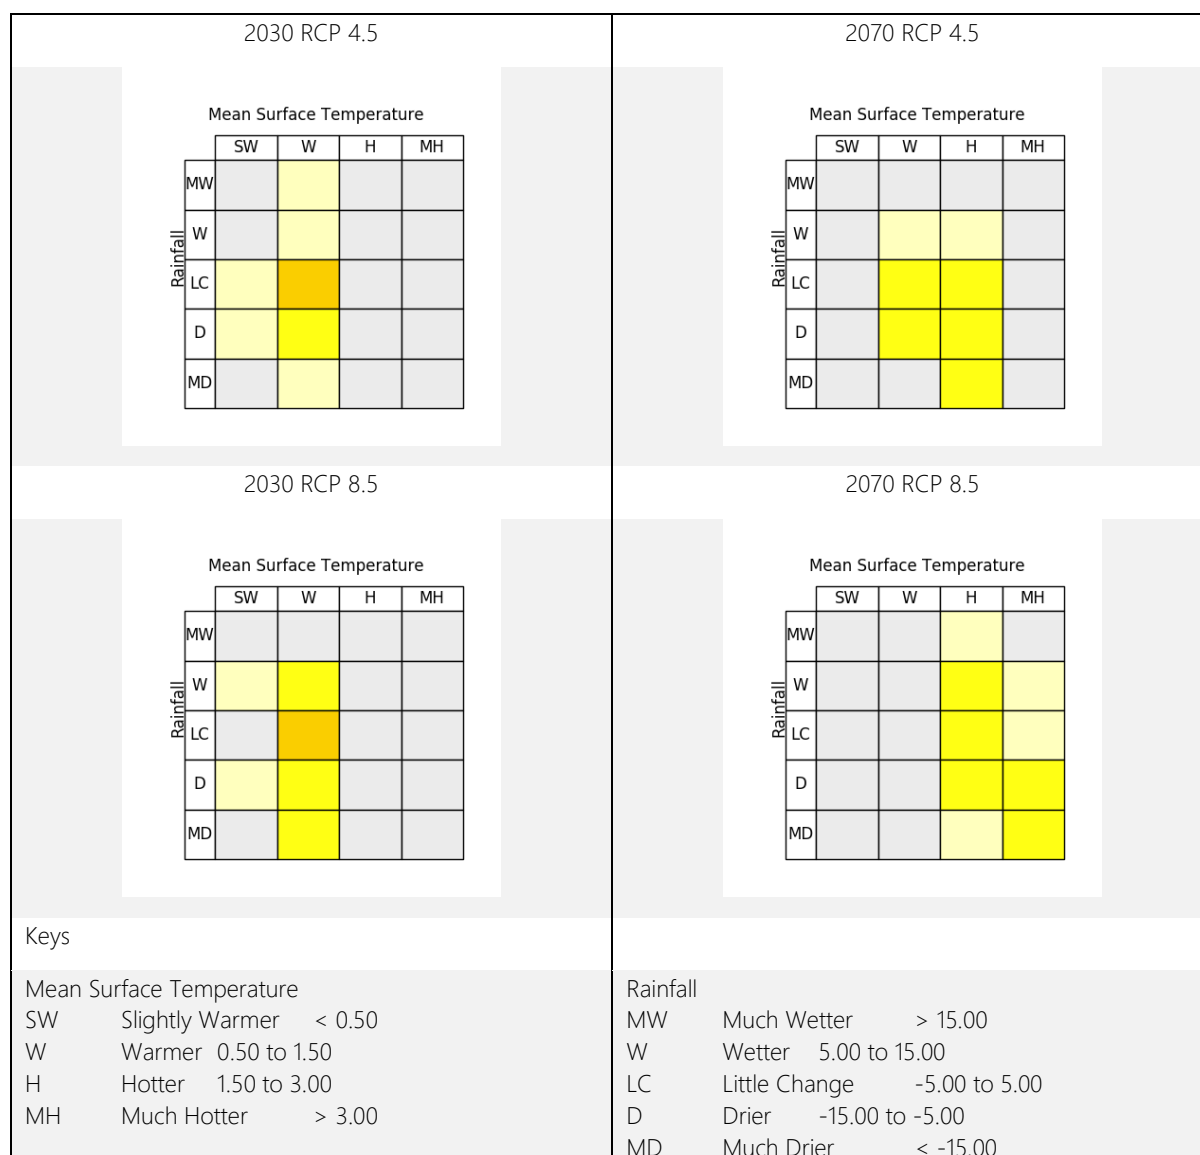 2030 RCP 4.5
Mean Surface Temperature
SW W H MH
MW
W
LC
D
MD
Rainfall
2070 RCP 4.5
Mean Surface Temperature
SW W H MH
MW
W
LC
D
MD
Rainfall
2030 RCP 8.5
Mean Surface Temperature
SW W H MH
MW
W
LC
D
MD
Rainfall
2070 RCP 8.5
Mean Surface Temperature
SW W H MH
MW
W
LC
D
MD
Rainfall
Keys
Mean Surface Temperature
SW Slightly Warmer < 0.50
W Warmer 0.50 to 1.50
H Hotter 1.50 to 3.00
MH Much Hotter > 3.00
Rainfall
MW Much Wetter > 15.00
W Wetter 5.00 to 15.00
LC Little Change -5.00 to 5.00
D Drier -15.00 to -5.00
MD Much Drier < -15.00